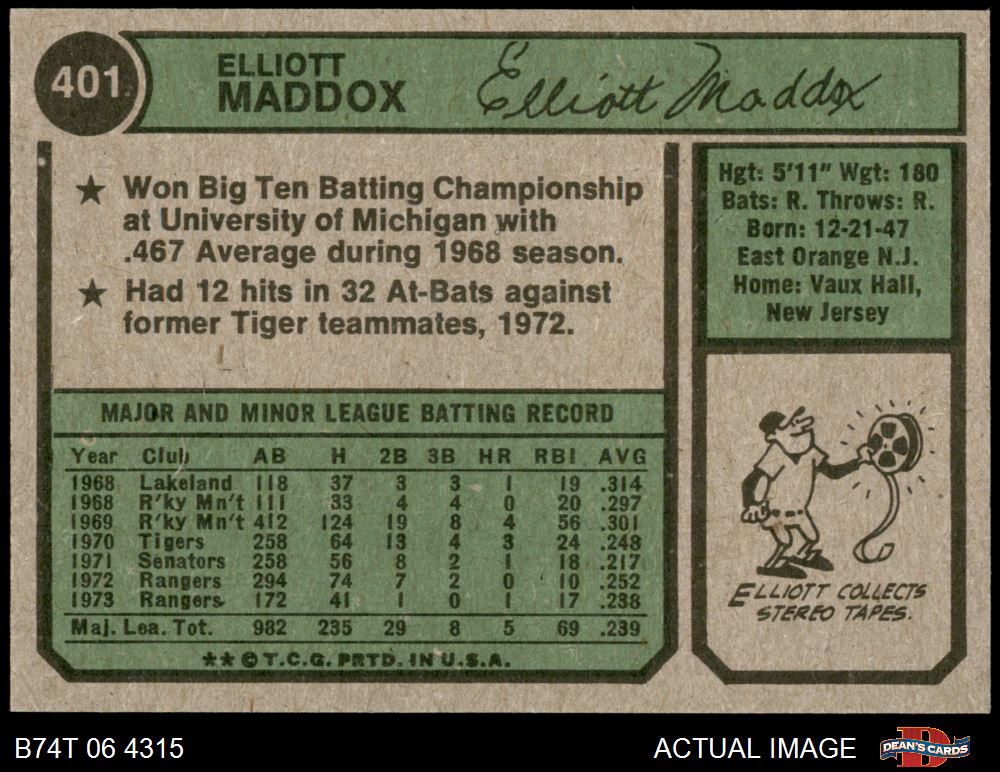 401
ELLIOTT
MADDOX
Elliott Maddox
★ Won Big Ten Batting Championship
at University of Michigan with
.467 Average during 1968 season.
★ Had 12 hits in 32 At-Bats against
former Tiger teammates, 1972.
Hgt: 5'11" Wgt: 180
Bats: R. Throws: R.
Born: 12-21-47
East Orange N.J.
Home: Vaux Hall,
New Jersey
MAJOR AND MINOR LEAGUE BATTING RECORD
Year Club AB H 2B 3B HR RBI AVG
1968 Lakeland 118 37 3 3 1 19 .314
1968 R'ky Mn't 111 33 4 4 0 20 .297
1969 R'ky Mn't 412 124 19 8 4 56 .301
1970 Tigers 258 64 13 4 3 24 .248
1971 Senators 258 56 8 2 1 18 .217
1972 Rangers 294 74 7 2 0 10 .252
1973 Rangers 172 41 1 0 1 17 .238
Maj. Lea. Tot. 982 235 29 8 5 69 .239
★★ © T.C.G. PRTD. IN U.S.A.
ELLIOTT COLLECTS
STEREO TAPES.
B74T 06 4315
ACTUAL IMAGE
DEAN'S CARDS